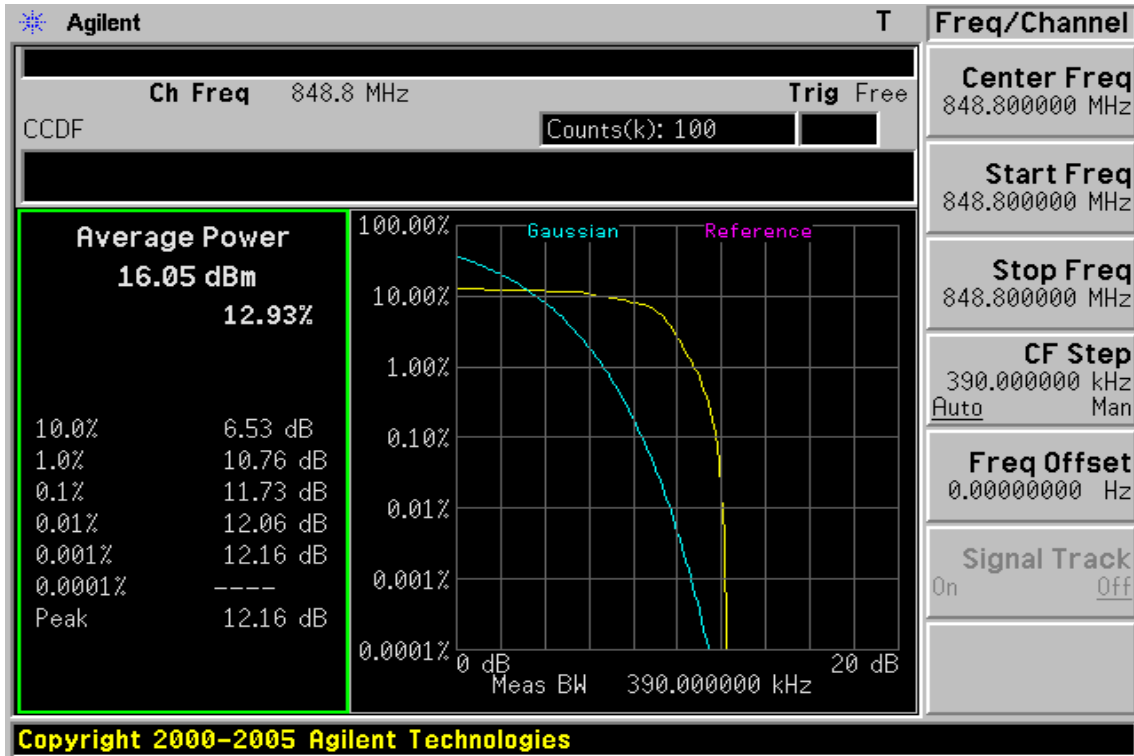 Agilent
T
Freq/Channel
Ch Freq 848.8 MHz
Trig Free
CCDF
Counts(k): 100
Average Power
16.05 dBm
12.93%
10.0% 6.53 dB
1.0% 10.76 dB
0.1% 11.73 dB
0.01% 12.06 dB
0.001% 12.16 dB
0.0001% ----
Peak 12.16 dB
Gaussian
Reference
100.00%
10.00%
1.00%
0.10%
0.01%
0.001%
0.0001%
0 dB
20 dB
Meas BW 390.000000 kHz
Center Freq
848.800000 MHz
Start Freq
848.800000 MHz
Stop Freq
848.800000 MHz
CF Step
390.000000 kHz
Auto Man
Freq Offset
0.00000000 Hz
Signal Track
On Off
Copyright 2000-2005 Agilent Technologies